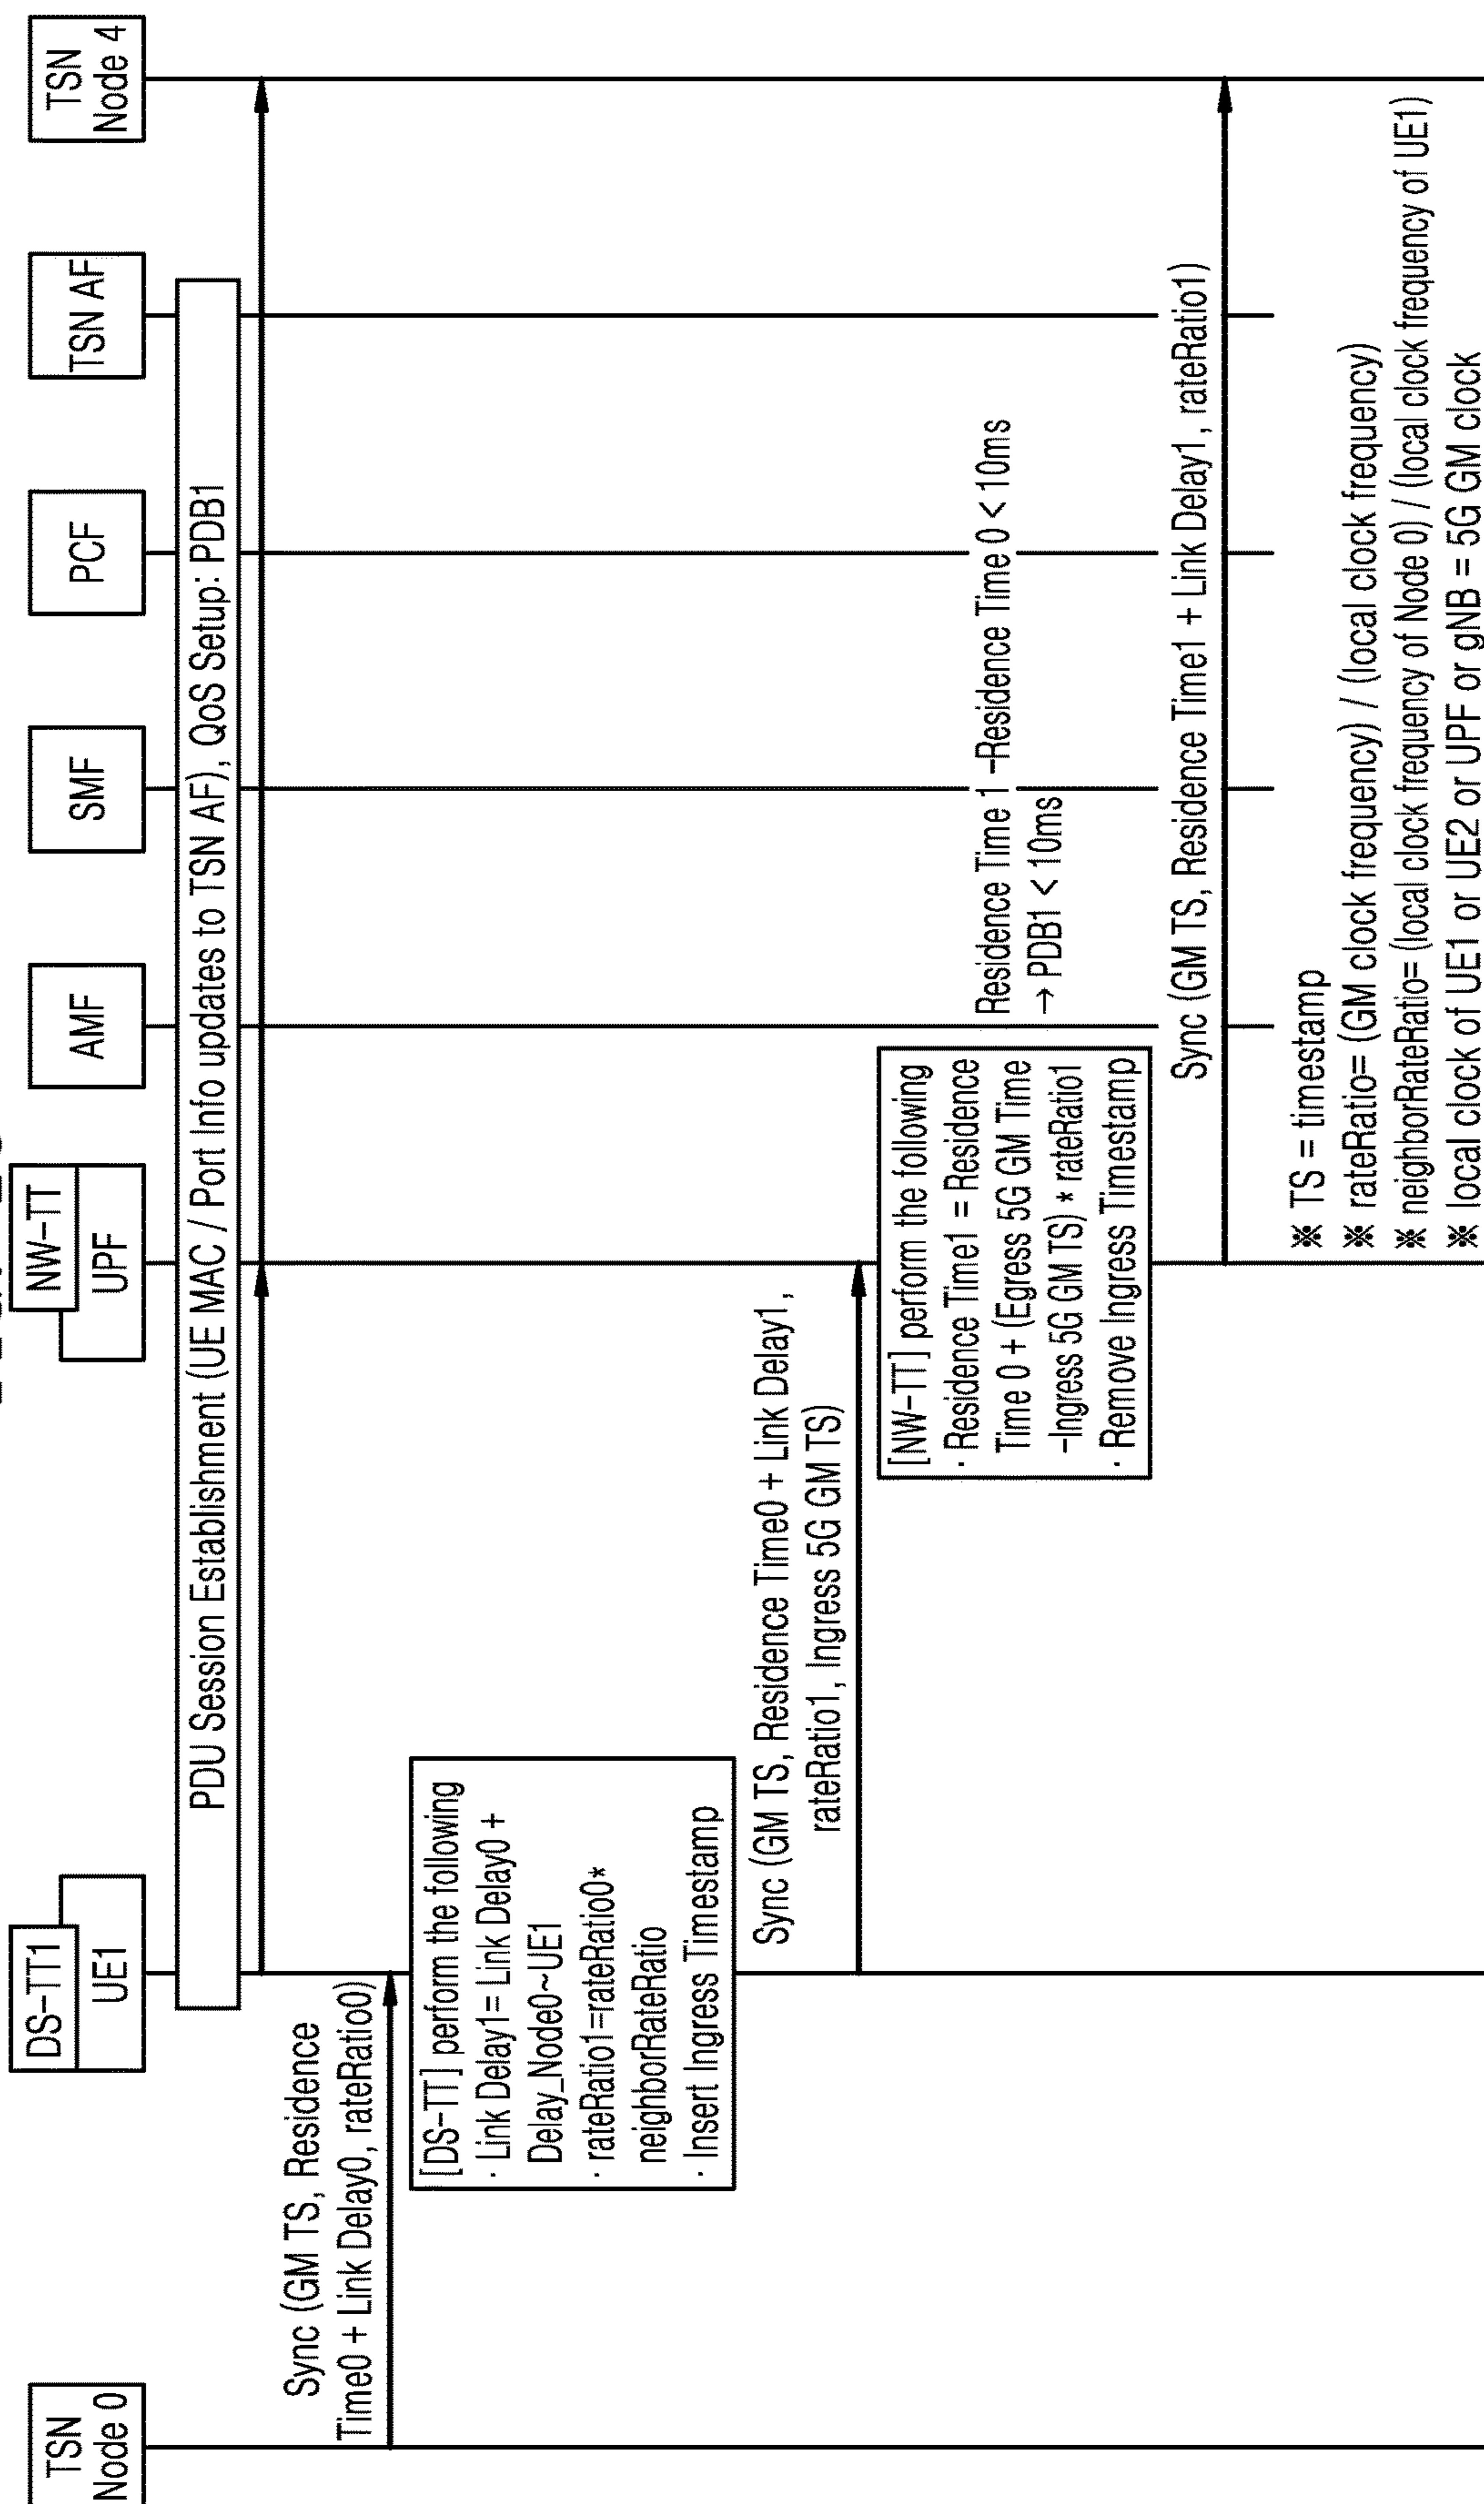 TSN
Node 0
DS-TT1
UE1
NW-TT
UPF
AMF
SMF
PCF
TSN AF
TSN
Node 4
PDU Session Establishment (UE MAC / Port Info updates to TSN AF), QoS Setup: PDB1
Sync (GM TS, Residence
Time0 + Link Delay0, rateRatio0)
[DS-TT] perform the following
· Link Delay1= Link Delay0 +
Delay_Node0~UE1
· rateRatio1=rateRatio0*
neighborRateRatio
· Insert Ingress Timestamp
Sync (GM TS, Residence Time0 + Link Delay1,
rateRatio1, Ingress 5G GM TS)
[NW-TT] perform the following
· Residence Time1 = Residence
Time 0 + (Egress 5G GM Time
-Ingress 5G GM TS) * rateRatio1
· Remove Ingress Timestamp
Residence Time 1 -Residence Time 0 < 10ms
→ PDB1 < 10ms
Sync (GM TS, Residence Time1 + Link Delay1, rateRatio1)
※ TS = timestamp
※ rateRatio= (GM clock frequency) / (local clock frequency)
※ neighborRateRatio= (local clock frequency of Node 0) / (local clock frequency of UE1)
※ local clock of UE1 or UE2 or UPF or gNB = 5G GM clock